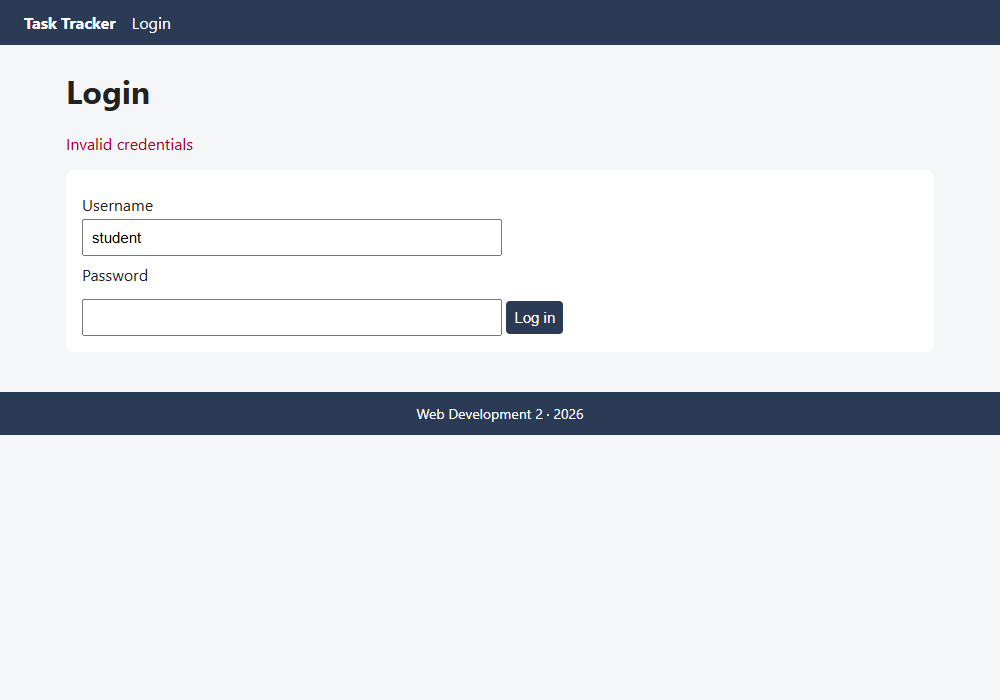 Task Tracker Login
Login
Invalid credentials
Username
student
Password
Log in
Web Development 2 · 2026